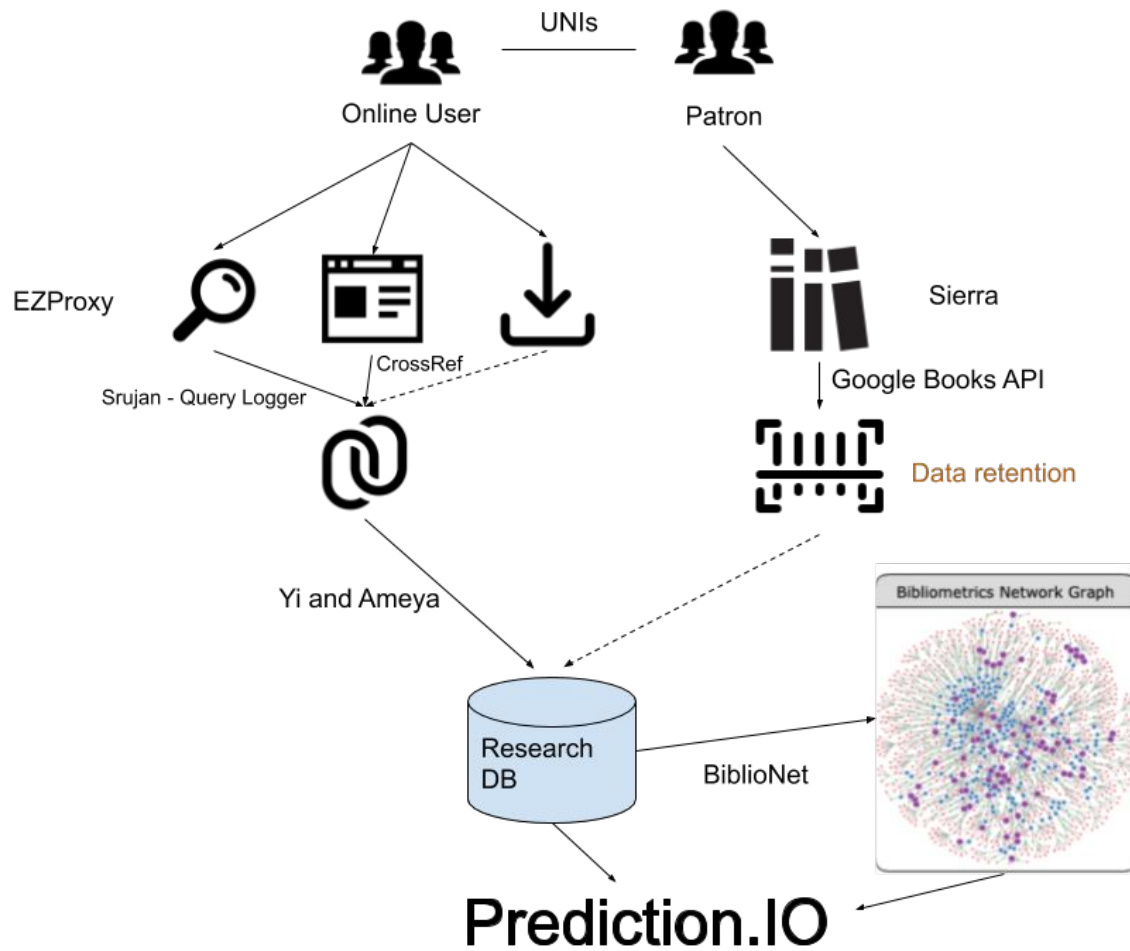 UNIs
Online User
Patron
EZProxy
Sierra
CrossRef
Google Books API
Srujan - Query Logger
Data retention
Yi and Ameya
Bibliometrics Network Graph
Research
DB
BiblioNet
Prediction.IO